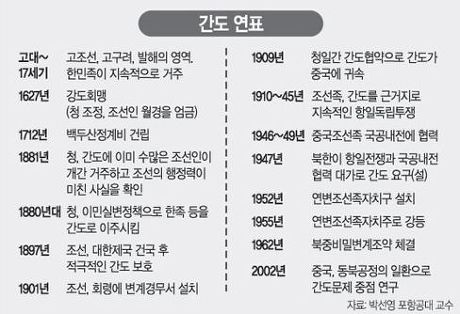 간도 연표
고대~ 고조선, 고구려, 발해의 영역.
17세기 한민족이 지속적으로 거주
1627년 강도회맹
(청 조정, 조선인 월경을 엄금)
1712년 백두산정계비 건립
1881년 청, 간도에 이미 수많은 조선인이
개간 거주하고 조선의 행정력이
미친 사실을 확인
1880년대 청, 이민실변정책으로 한족 등을
간도로 이주시킴
1897년 조선, 대한제국 건국 후
적극적인 간도 보호
1901년 조선, 회령에 변계경무서 설치
1909년 청일간 간도협약으로 간도가
중국에 귀속
1910~45년 조선족, 간도를 근거지로
지속적인 항일독립투쟁
1946~49년 중국조선족 국공내전에 협력
1947년 북한이 항일전쟁과 국공내전
협력 대가로 간도 요구(설)
1952년 연변조선족자치구 설치
1955년 연변조선족자치주로 강등
1962년 북중비밀변계조약 체결
2002년 중국, 동북공정의 일환으로
간도문제 중점 연구
자료: 박선영 포항공대 교수